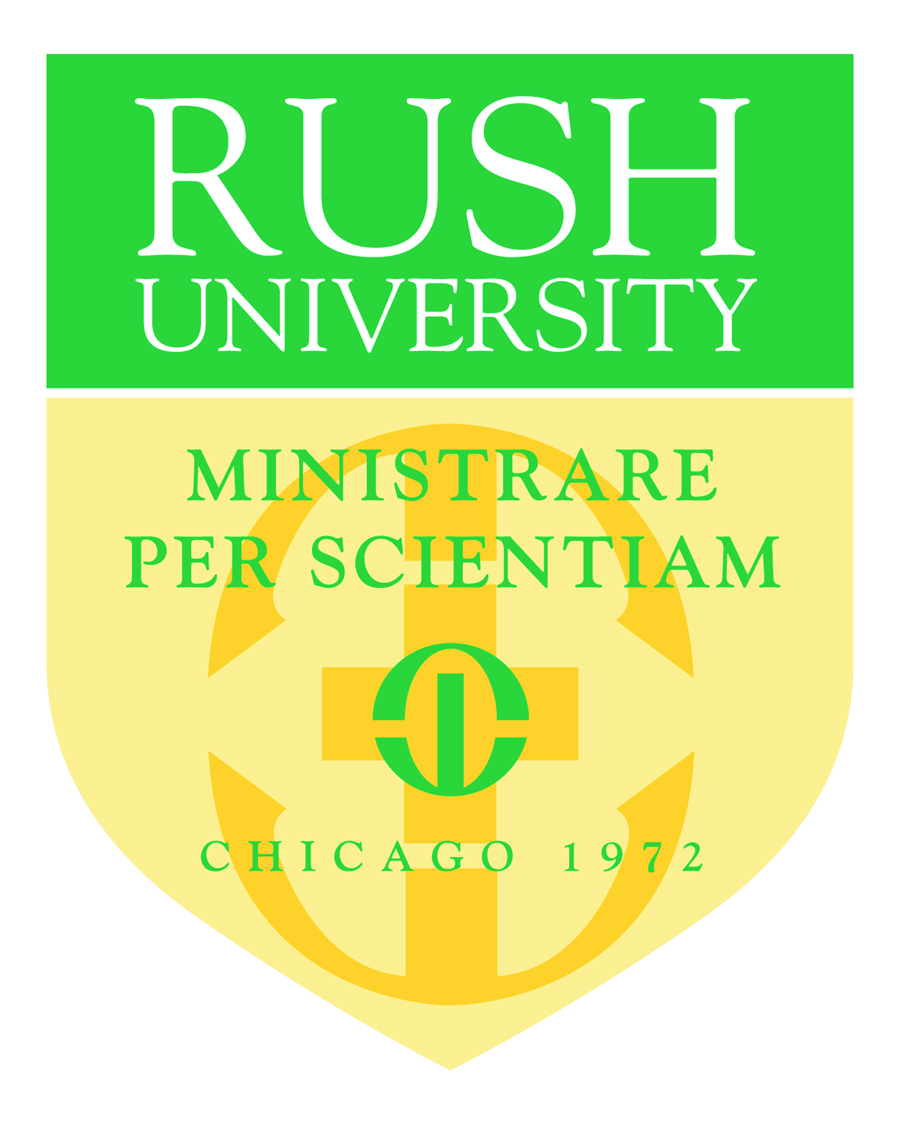 RUSH
UNIVERSITY
MINISTRARE
PER SCIENTIAM
CHICAGO 1972